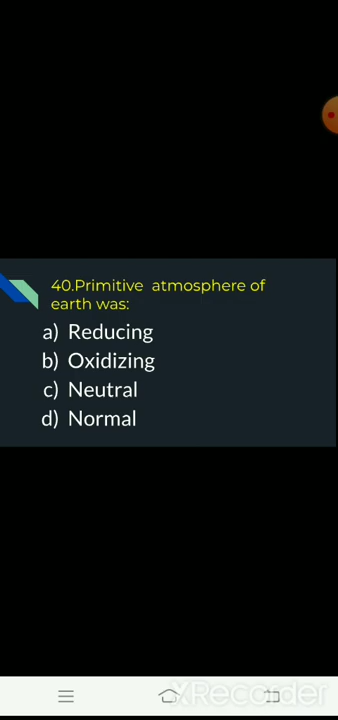 40.Primitive atmosphere of
earth was:
a) Reducing
b) Oxidizing
c) Neutral
d) Normal
XRecorder